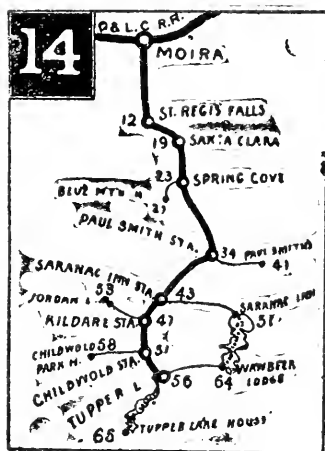 14
O & L. C. R.R.
MOIRA
12 ST. REGIS FALLS
19 SANTA CLARA
23 SPRING COVE
BLUE MTN H
27
PAUL SMITH STA.
34 PAUL SMITH'S
41
SARANAC INN STA.
43
53
JORDAN L
SARANAC INN
51
KILDARE STA. 47
CHILDWOLD 58
PARK H.
51
CHILDWOLD STA.
56
64 WAWBEEK
LODGE
TUPPER L
65 TUPPER LAKE HOUSE